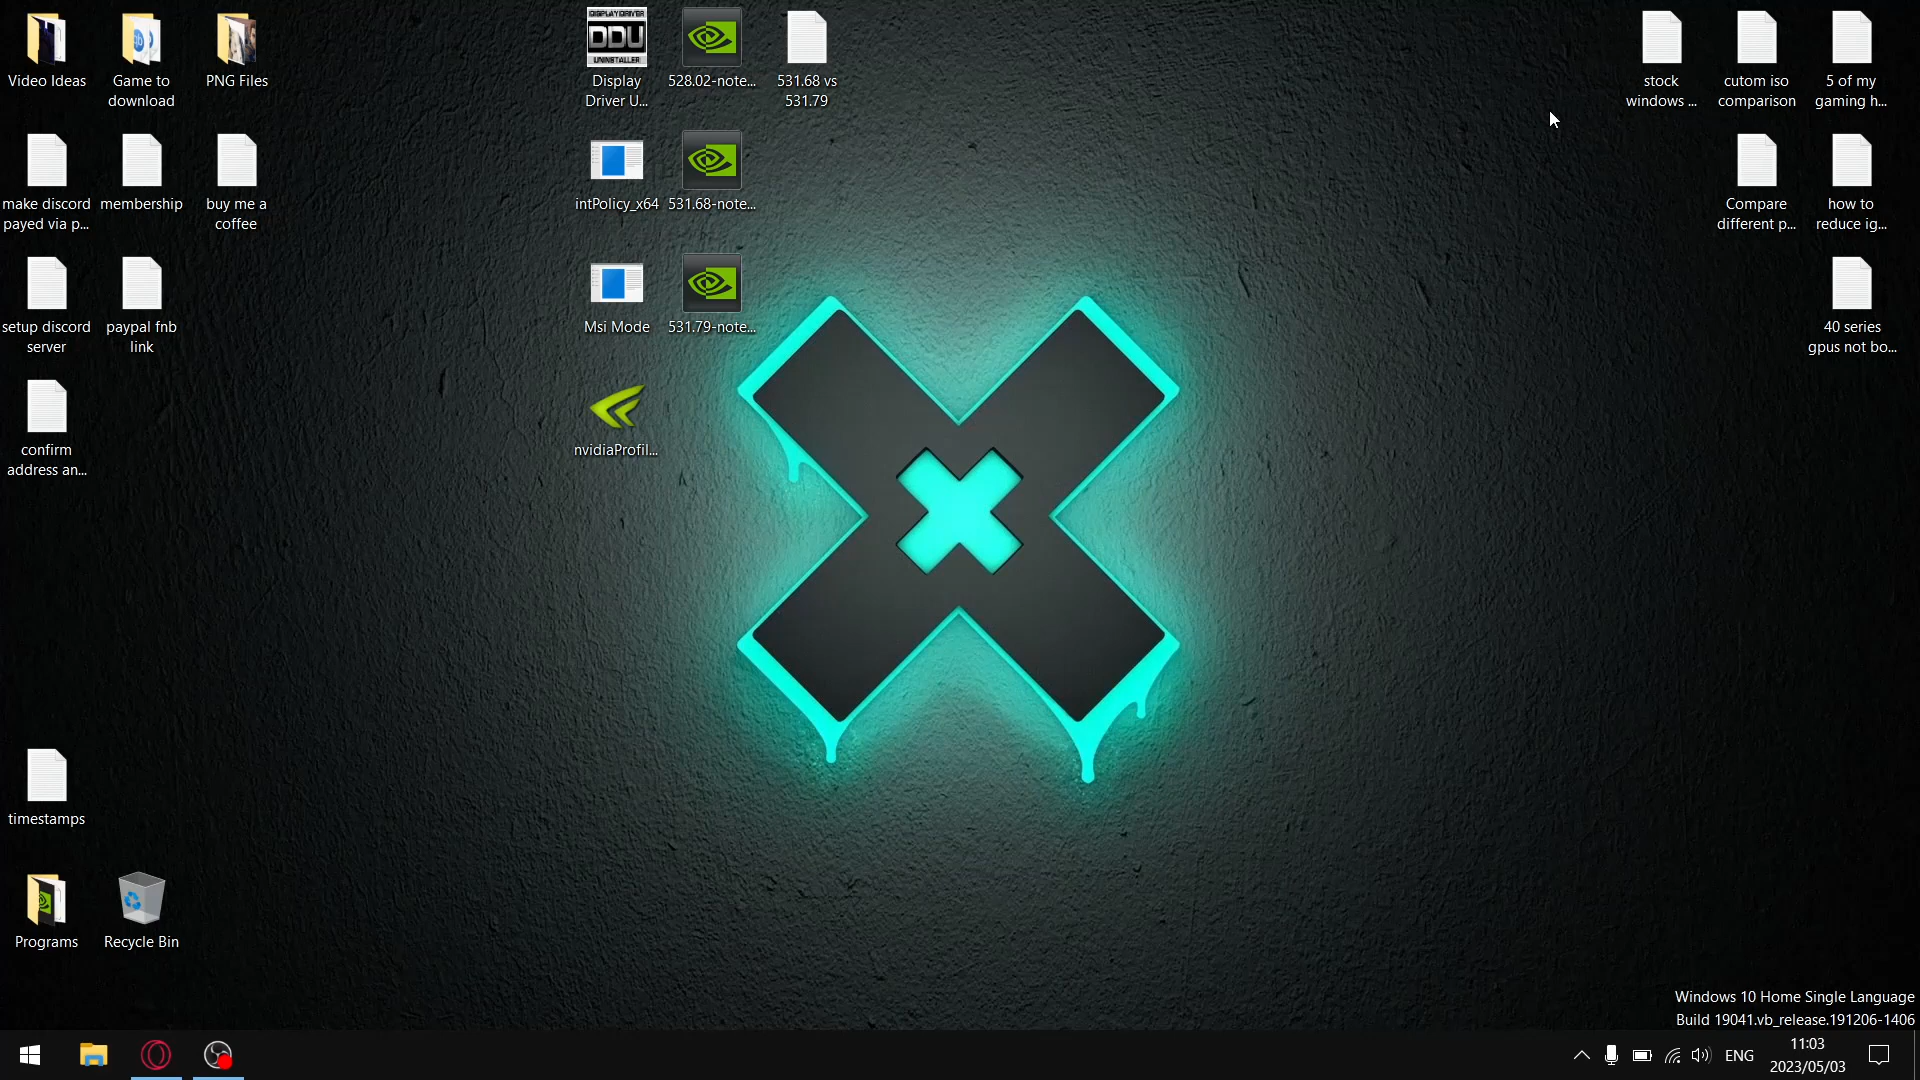 Video Ideas
Game to
download
PNG Files
make discord
payed via p...
membership
buy me a
coffee
setup discord
server
paypal fnb
link
confirm
address an...
timestamps
Programs
Recycle Bin
DISPLAY DRIVER
DDU
UNINSTALLER
Display
Driver U...
528.02-note...
531.68 vs
531.79
intPolicy_x64
531.68-note...
Msi Mode
531.79-note...
nvidiaProfil...
stock
windows ...
cutom iso
comparison
5 of my
gaming h...
Compare
different p...
how to
reduce ig...
40 series
gpus not bo...
Windows 10 Home Single Language
Build 19041.vb_release.191206-1406
ENG
11:03
2023/05/03